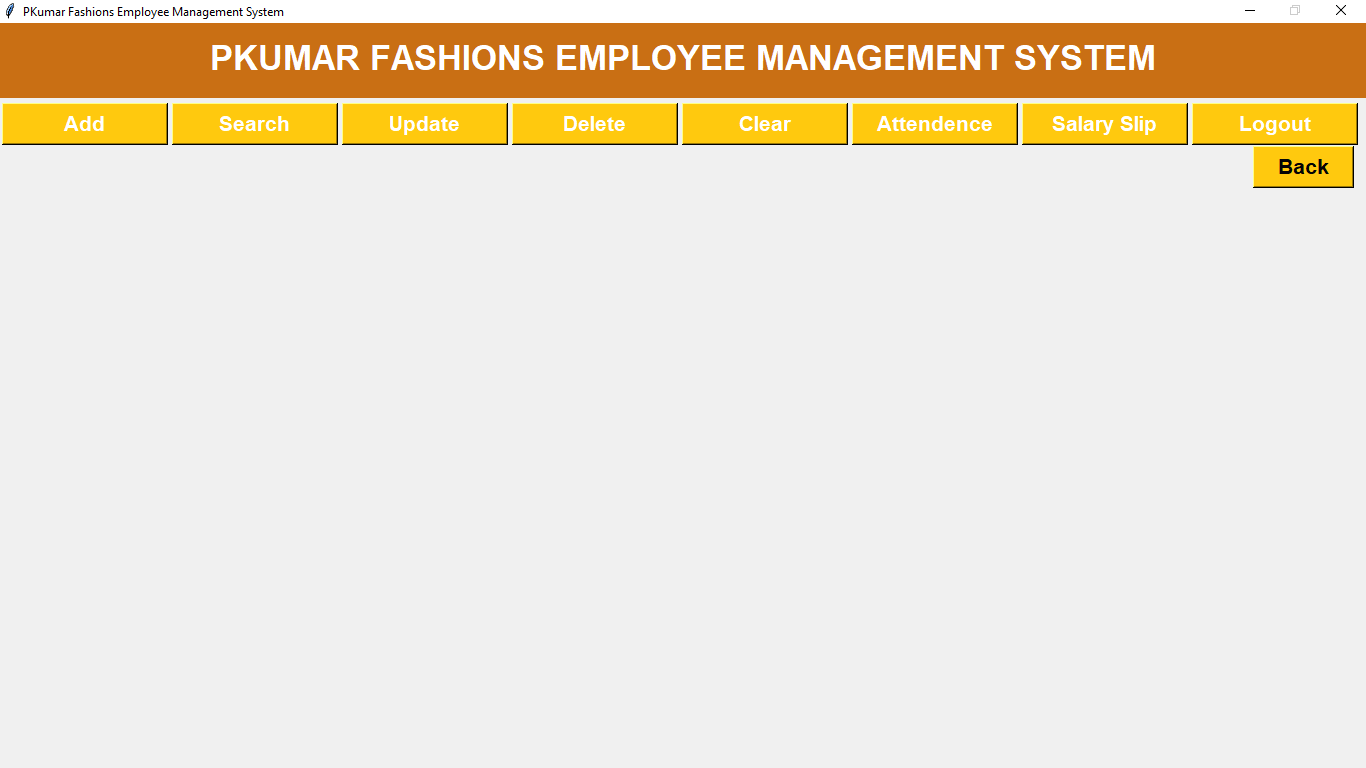 PKumar Fashions Employee Management System
PKUMAR FASHIONS EMPLOYEE MANAGEMENT SYSTEM
Add Search Update Delete Clear Attendence Salary Slip Logout
Back